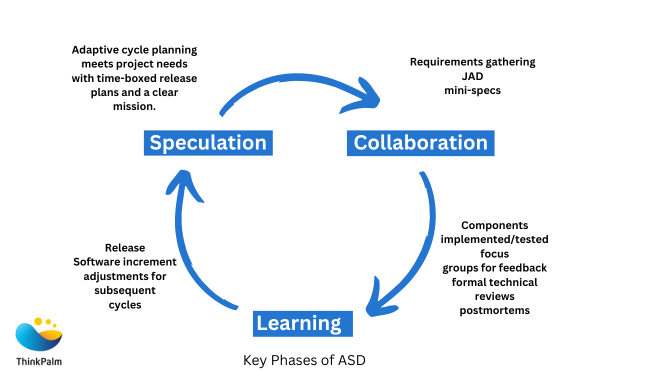 Adaptive cycle planning
meets project needs
with time-boxed release
plans and a clear
mission.
Requirements gathering
JAD
mini-specs
Speculation
Collaboration
Components
implemented/tested
focus
groups for feedback
formal technical
reviews
postmortems
Release
Software increment
adjustments for
subsequent
cycles
Learning
ThinkPalm
Key Phases of ASD